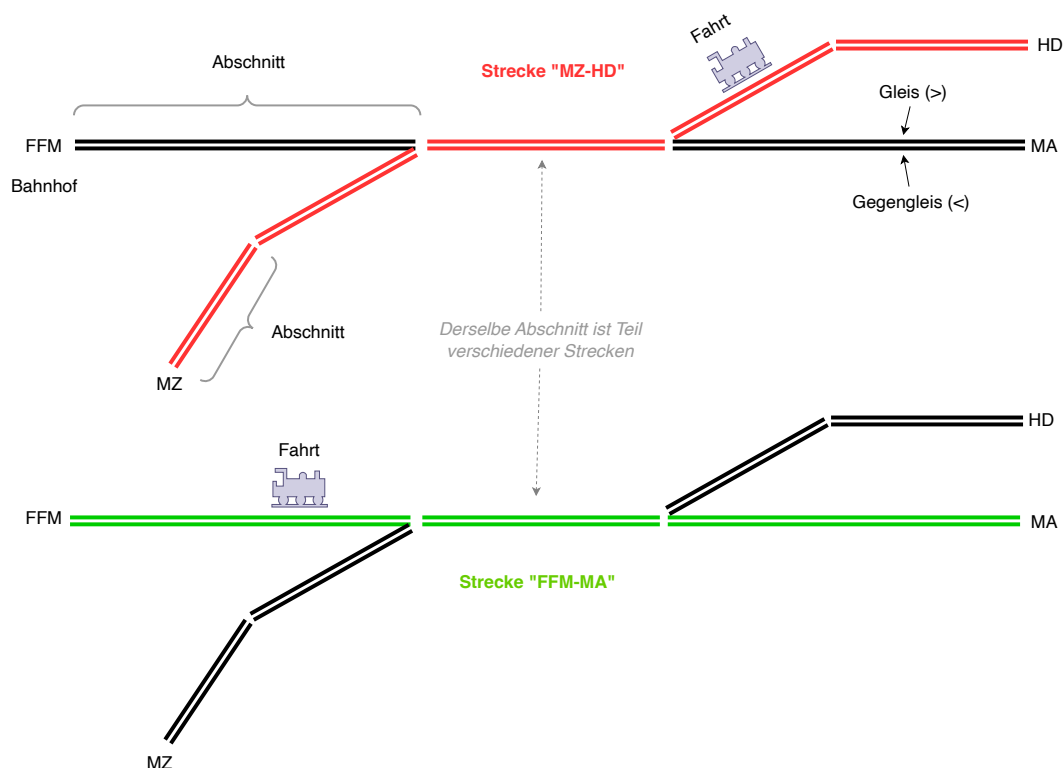 Fahrt
HD
Abschnitt
Strecke "MZ-HD"
Gleis (>)
FFM
MA
Bahnhof
Gegengleis (<)
Abschnitt
Derselbe Abschnitt ist Teil
verschiedener Strecken
MZ
HD
Fahrt
FFM
MA
Strecke "FFM-MA"
MZ